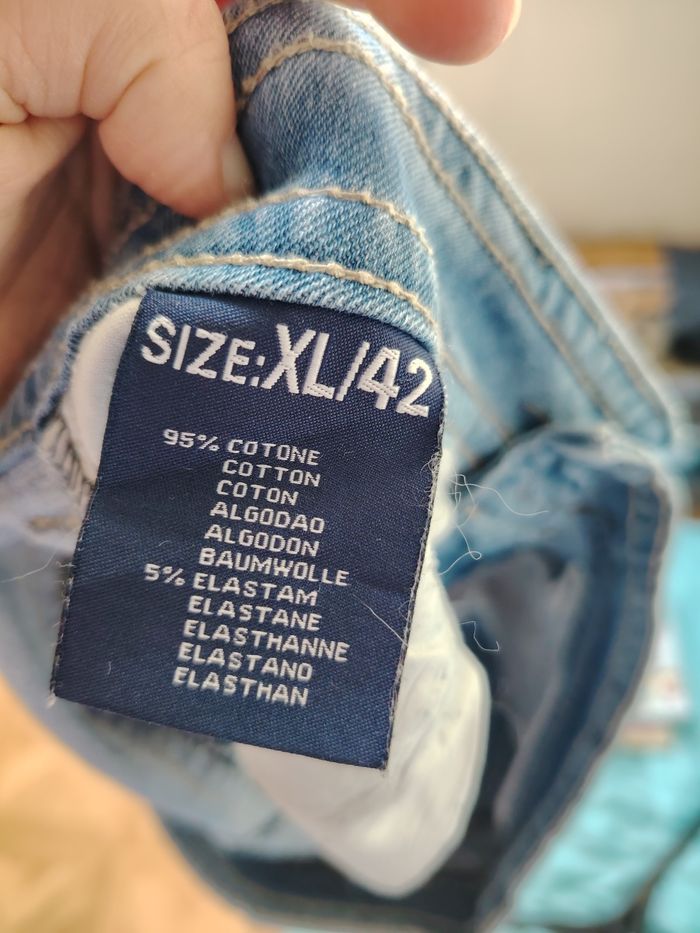 SIZE:XL/42
95% COTONE
COTTON
COTON
ALGODAO
ALGODON
BAUMWOLLE
5% ELASTAM
ELASTANE
ELASTHANNE
ELASTANO
ELASTHAN